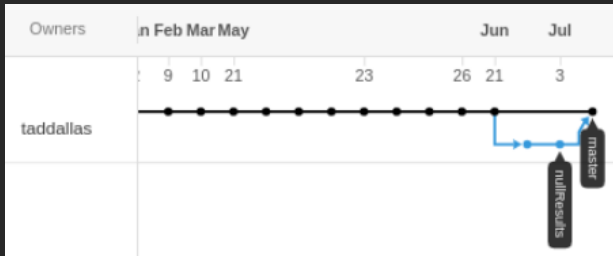 Owners
n Feb Mar May Jun Jul
9 10 21 23 26 21 3
taddallas
master
nullResults